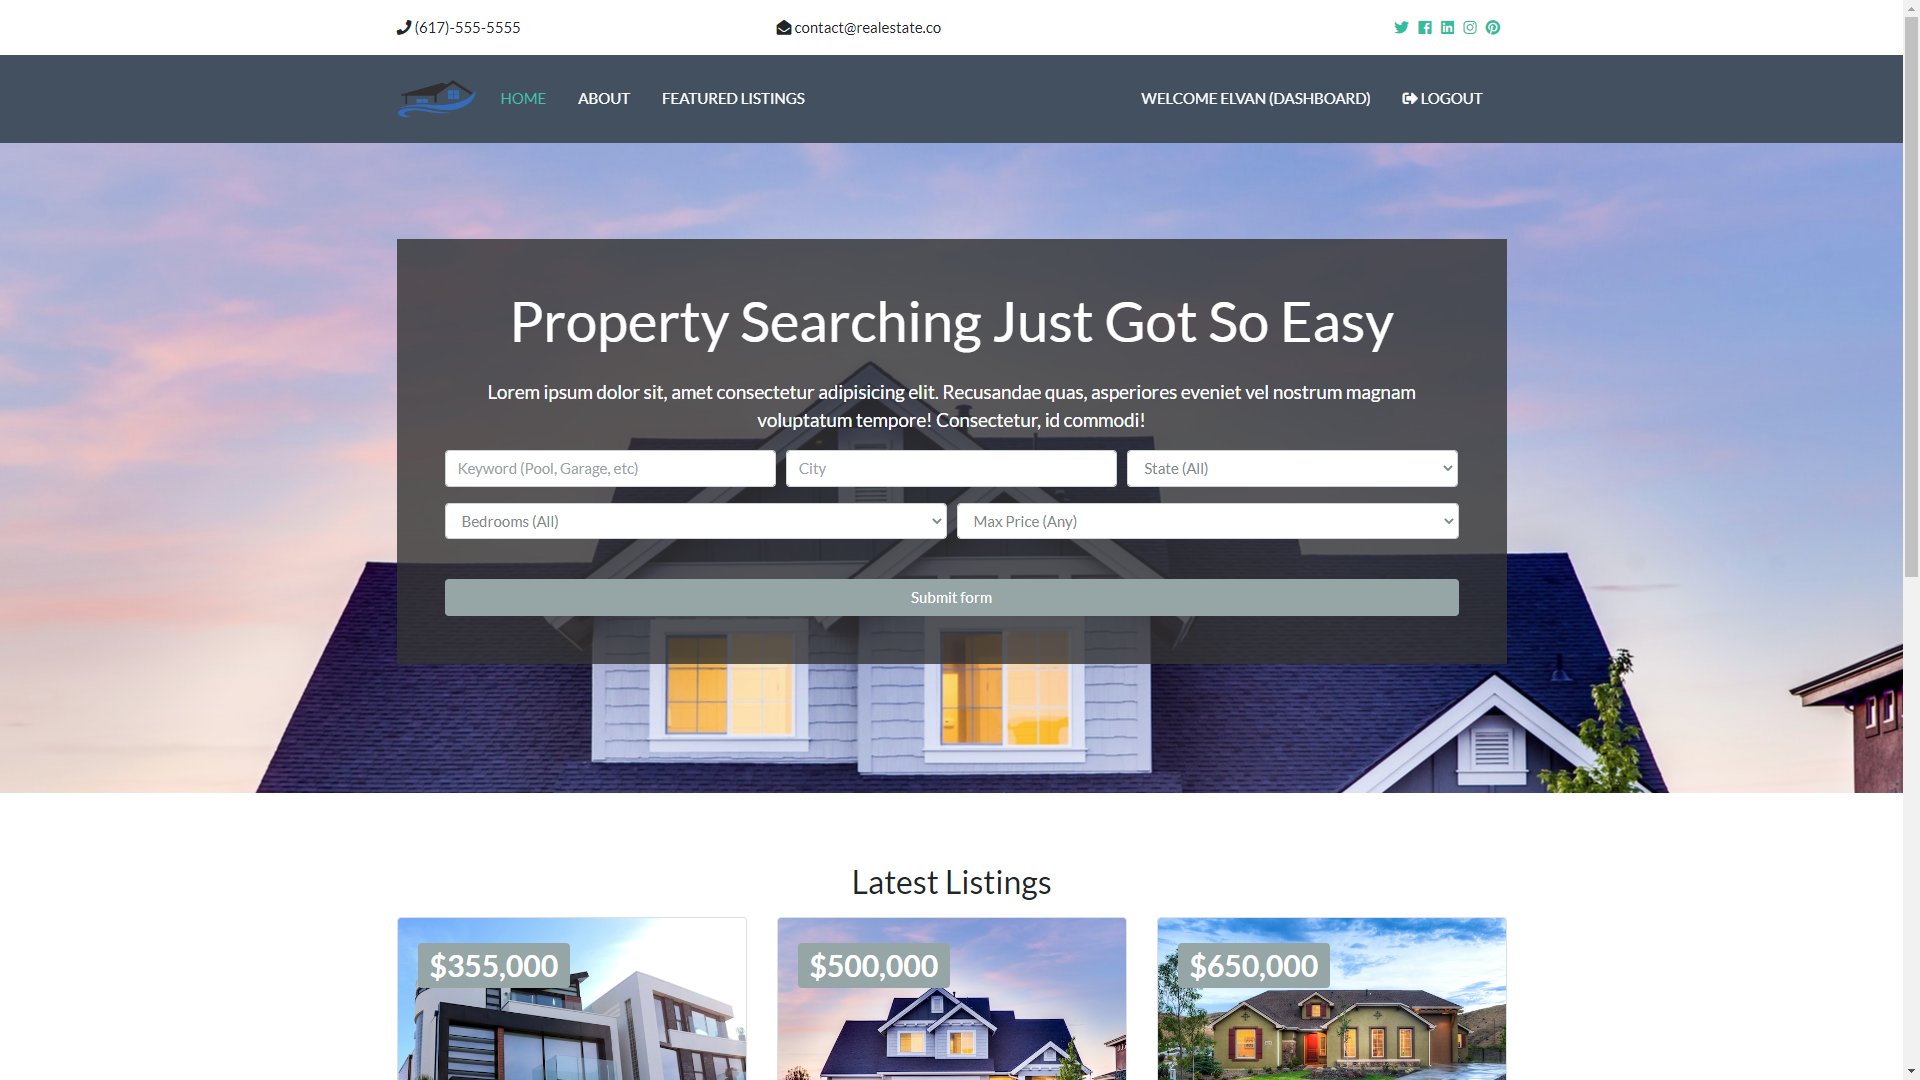 (617)-555-5555
contact@realestate.co
HOME
ABOUT
FEATURED LISTINGS
WELCOME ELVAN (DASHBOARD)
LOGOUT
Property Searching Just Got So Easy
Lorem ipsum dolor sit, amet consectetur adipisicing elit. Recusandae quas, asperiores eveniet vel nostrum magnam
voluptatum tempore! Consectetur, id commodi!
Keyword (Pool, Garage, etc)
City
State (All)
Bedrooms (All)
Max Price (Any)
Submit form
Latest Listings
$355,000
$500,000
$650,000